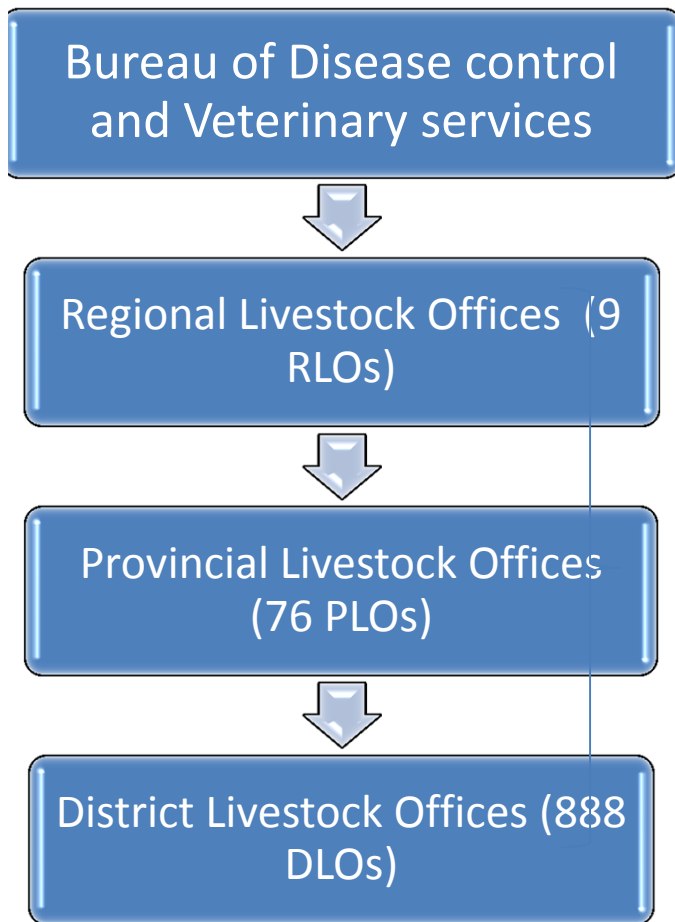 Bureau of Disease control
and Veterinary services
Regional Livestock Offices (9
RLOs)
Provincial Livestock Offices
(76 PLOs)
District Livestock Offices (888
DLOs)